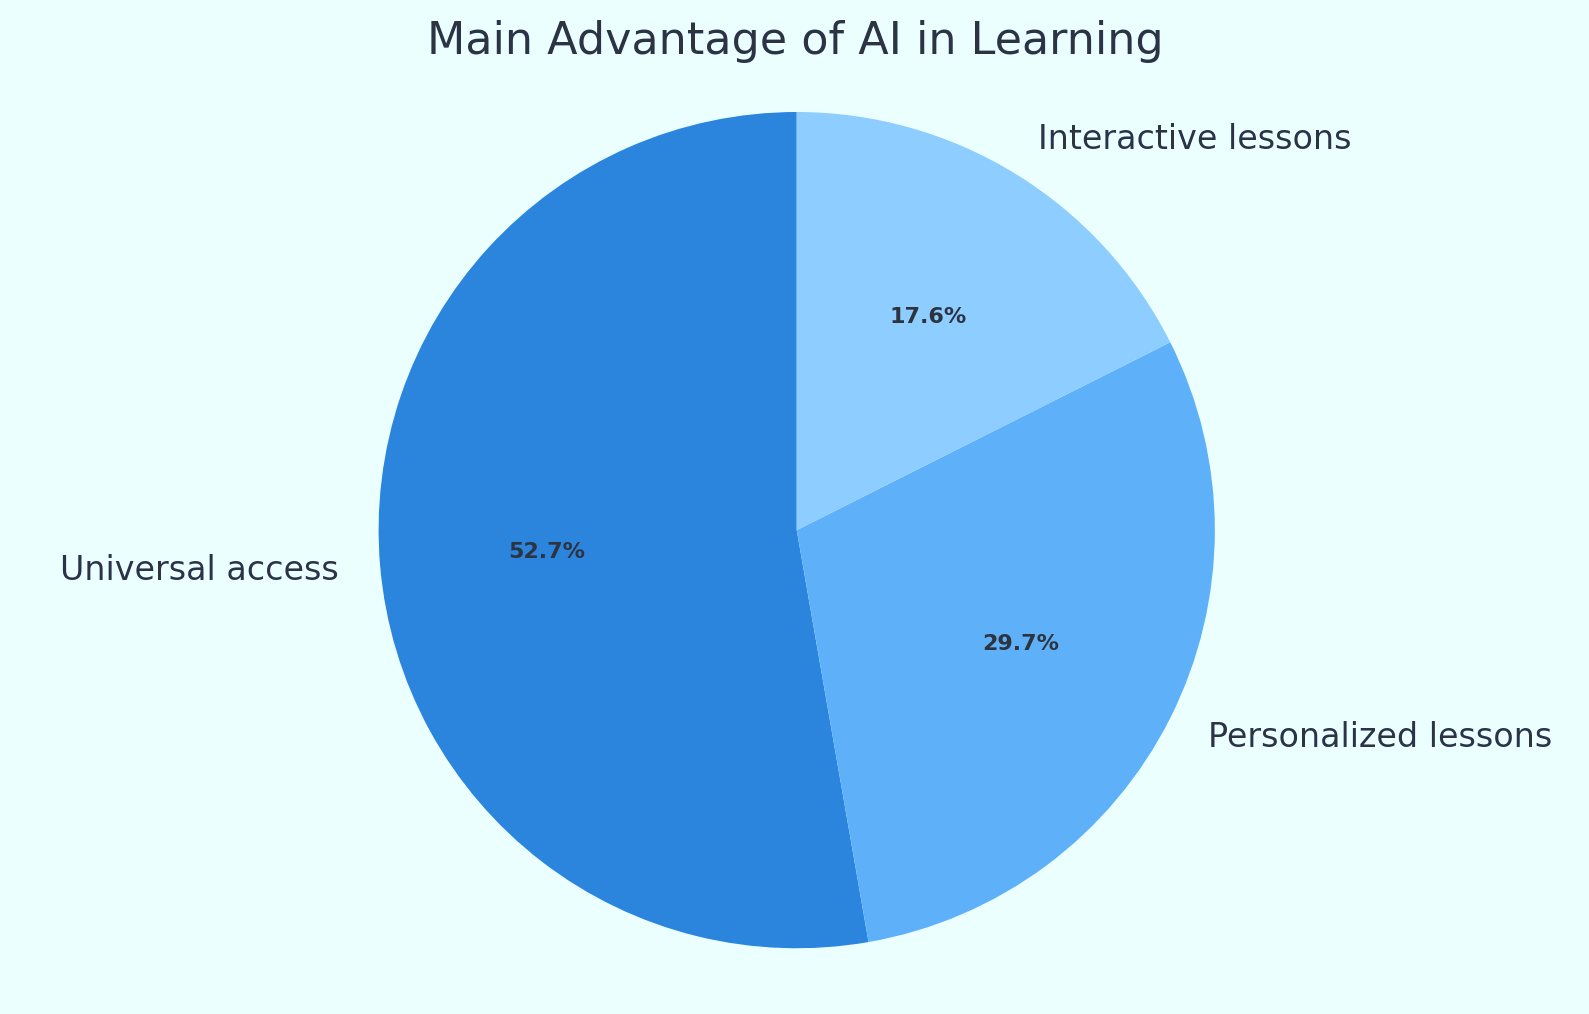 Main Advantage of AI in Learning
Interactive lessons
17.6%
52.7%
Universal access
29.7%
Personalized lessons